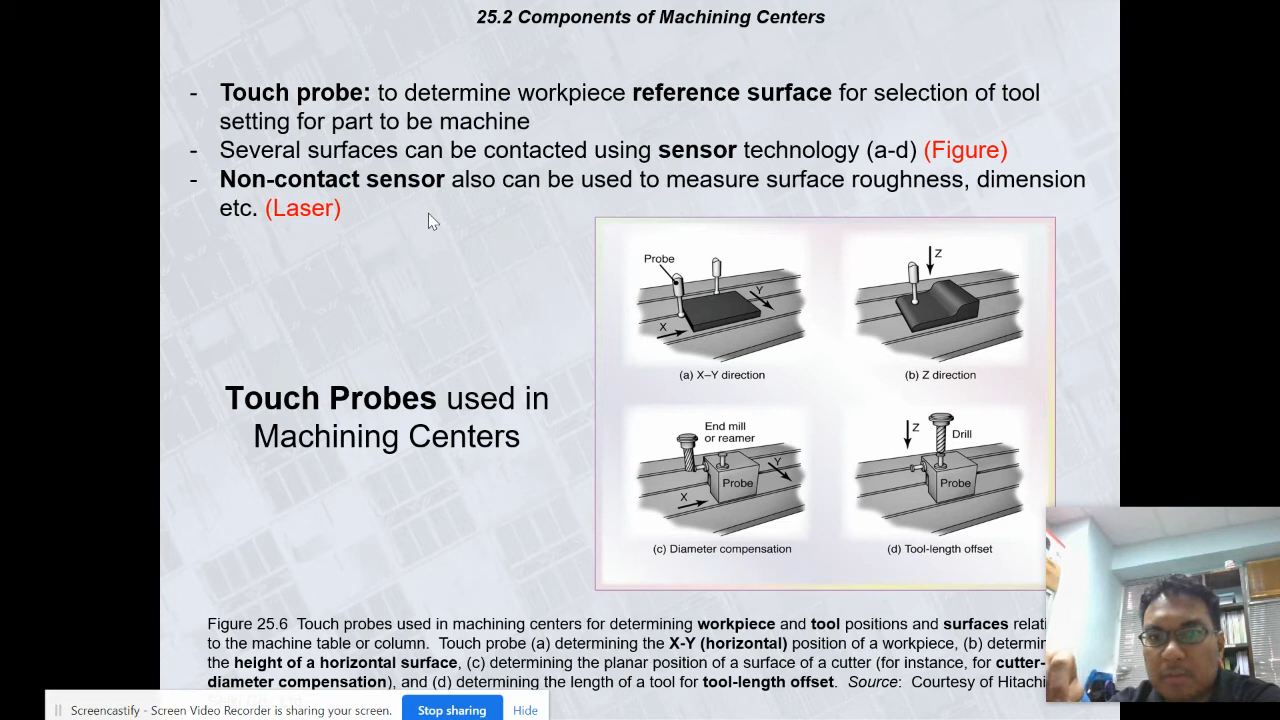 25.2 Components of Machining Centers
- Touch probe: to determine workpiece reference surface for selection of tool
setting for part to be machine
- Several surfaces can be contacted using sensor technology (a-d) (Figure)
- Non-contact sensor also can be used to measure surface roughness, dimension
etc. (Laser)
Touch Probes used in
Machining Centers
Probe
Y
X
(a) X–Y direction
Z
(b) Z direction
End mill
or reamer
Y
Probe
X
(c) Diameter compensation
Z
Drill
Probe
(d) Tool-length offset
Figure 25.6 Touch probes used in machining centers for determining workpiece and tool positions and surfaces
to the machine table or column. Touch probe (a) determining the X-Y (horizontal) position of a workpiece, (b)
the height of a horizontal surface, (c) determining the planar position of a surface of a cutter (for instance, for cutter-
diameter compensation), and (d) determining the length of a tool for tool-length offset. Source: Courtesy of Hitachi
Screencastify - Screen Video Recorder is sharing your screen.
Stop sharing
Hide